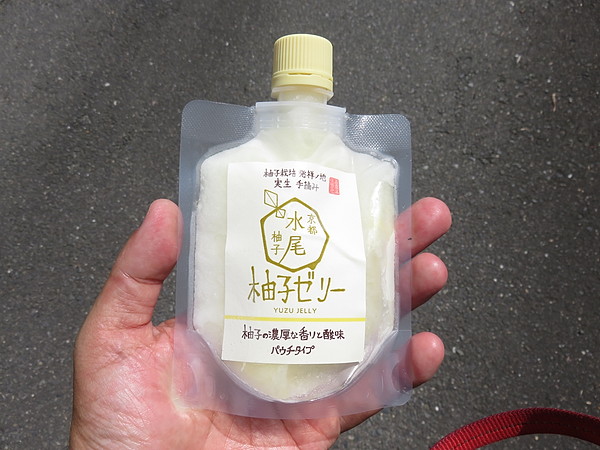 柚子栽培 発祥ノ地
実生 手摘み
京都
水尾
柚子
柚子ゼリー
YUZU JELLY
柚子の濃厚な香りと酸味
パウチタイプ